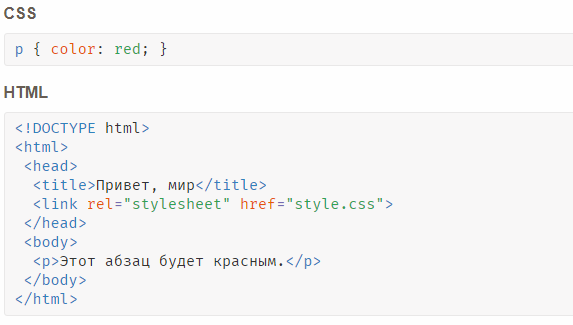 CSS
p { color: red; }
HTML
<!DOCTYPE html>
<html>
 <head>
  <title>Привет, мир</title>
  <link rel="stylesheet" href="style.css">
 </head>
 <body>
  <p>Этот абзац будет красным.</p>
 </body>
</html>